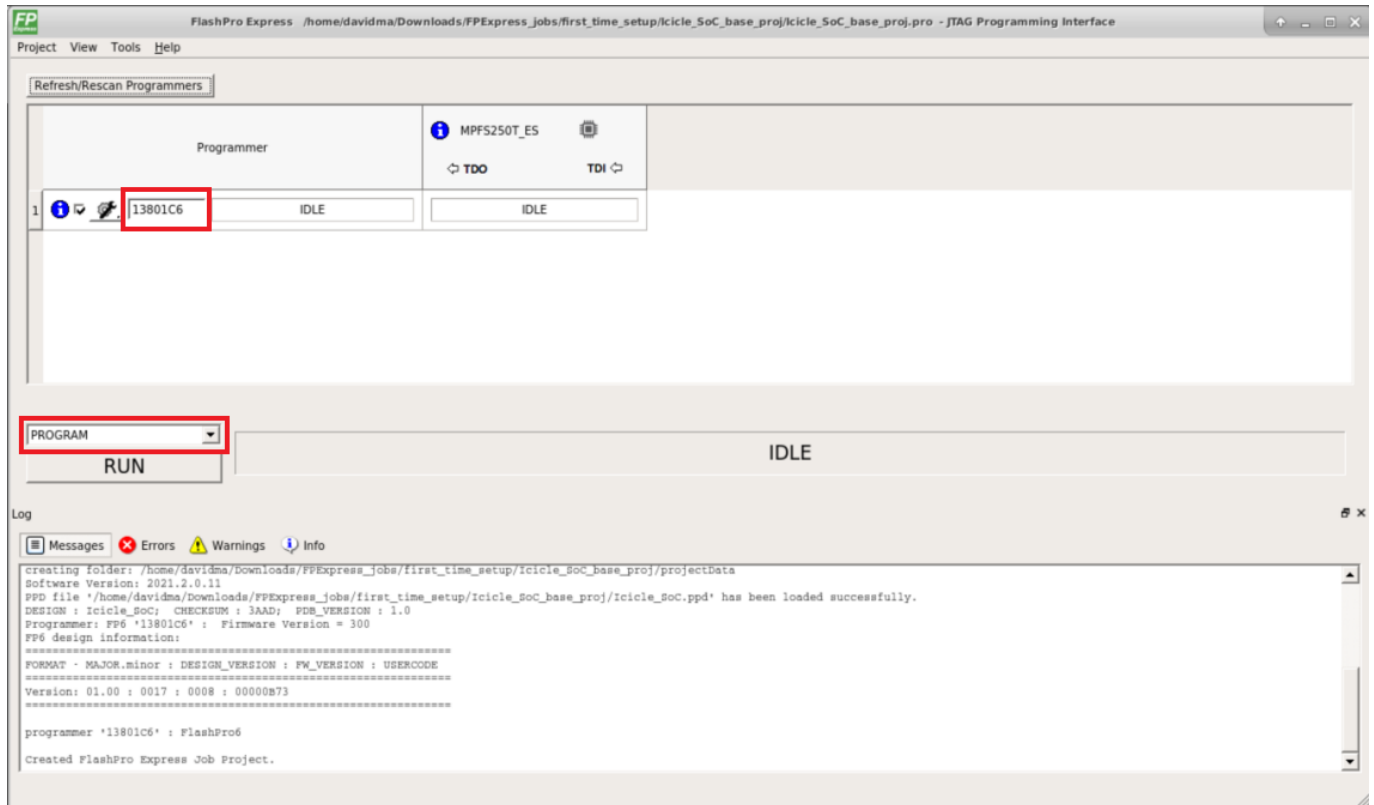 FP
FlashPro Express /home/davidma/Downloads/FPExpress_jobs/first_time_setup/Icicle_SoC_base_proj/Icicle_SoC_base_proj.pro - JTAG Programming Interface
Project View Tools Help
Refresh/Rescan Programmers
Programmer
MPFS250T_ES
TDO TDI
1 13801C6 IDLE IDLE
PROGRAM
RUN
IDLE
Log
Messages Errors Warnings Info
creating folder: /home/davidma/Downloads/FPExpress_jobs/first_time_setup/Icicle_SoC_base_proj/projectData
Software Version: 2021.2.0.11
PPD file '/home/davidma/Downloads/FPExpress_jobs/first_time_setup/Icicle_SoC_base_proj/Icicle_SoC.ppd' has been loaded successfully.
DESIGN : Icicle_SoC; CHECKSUM : 3AAD; PDB_VERSION : 1.0
Programmer: FP6 '13801C6' : Firmware Version = 300
FP6 design information:
===============================================================
FORMAT - MAJOR.minor : DESIGN_VERSION : FW_VERSION : USERCODE
===============================================================
Version: 01.00 : 0017 : 0008 : 00000B73
===============================================================
programmer '13801C6' : FlashPro6
Created FlashPro Express Job Project.